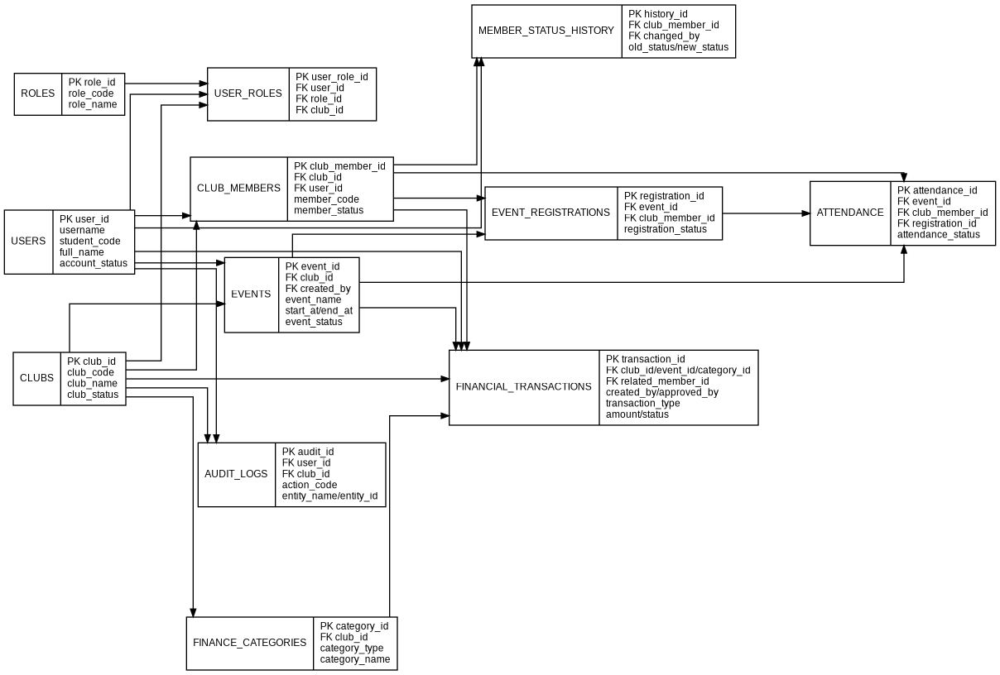 MEMBER_STATUS_HISTORY
PK history_id
FK club_member_id
FK changed_by
old_status/new_status
ROLES
PK role_id
role_code
role_name
USER_ROLES
PK user_role_id
FK user_id
FK role_id
FK club_id
CLUB_MEMBERS
PK club_member_id
FK club_id
FK user_id
member_code
member_status
EVENT_REGISTRATIONS
PK registration_id
FK event_id
FK club_member_id
registration_status
ATTENDANCE
PK attendance_id
FK event_id
FK club_member_id
FK registration_id
attendance_status
USERS
PK user_id
username
student_code
full_name
account_status
EVENTS
PK event_id
FK club_id
FK created_by
event_name
start_at/end_at
event_status
CLUBS
PK club_id
club_code
club_name
club_status
FINANCIAL_TRANSACTIONS
PK transaction_id
FK club_id/event_id/category_id
FK related_member_id
created_by/approved_by
transaction_type
amount/status
AUDIT_LOGS
PK audit_id
FK user_id
FK club_id
action_code
entity_name/entity_id
FINANCE_CATEGORIES
PK category_id
FK club_id
category_type
category_name